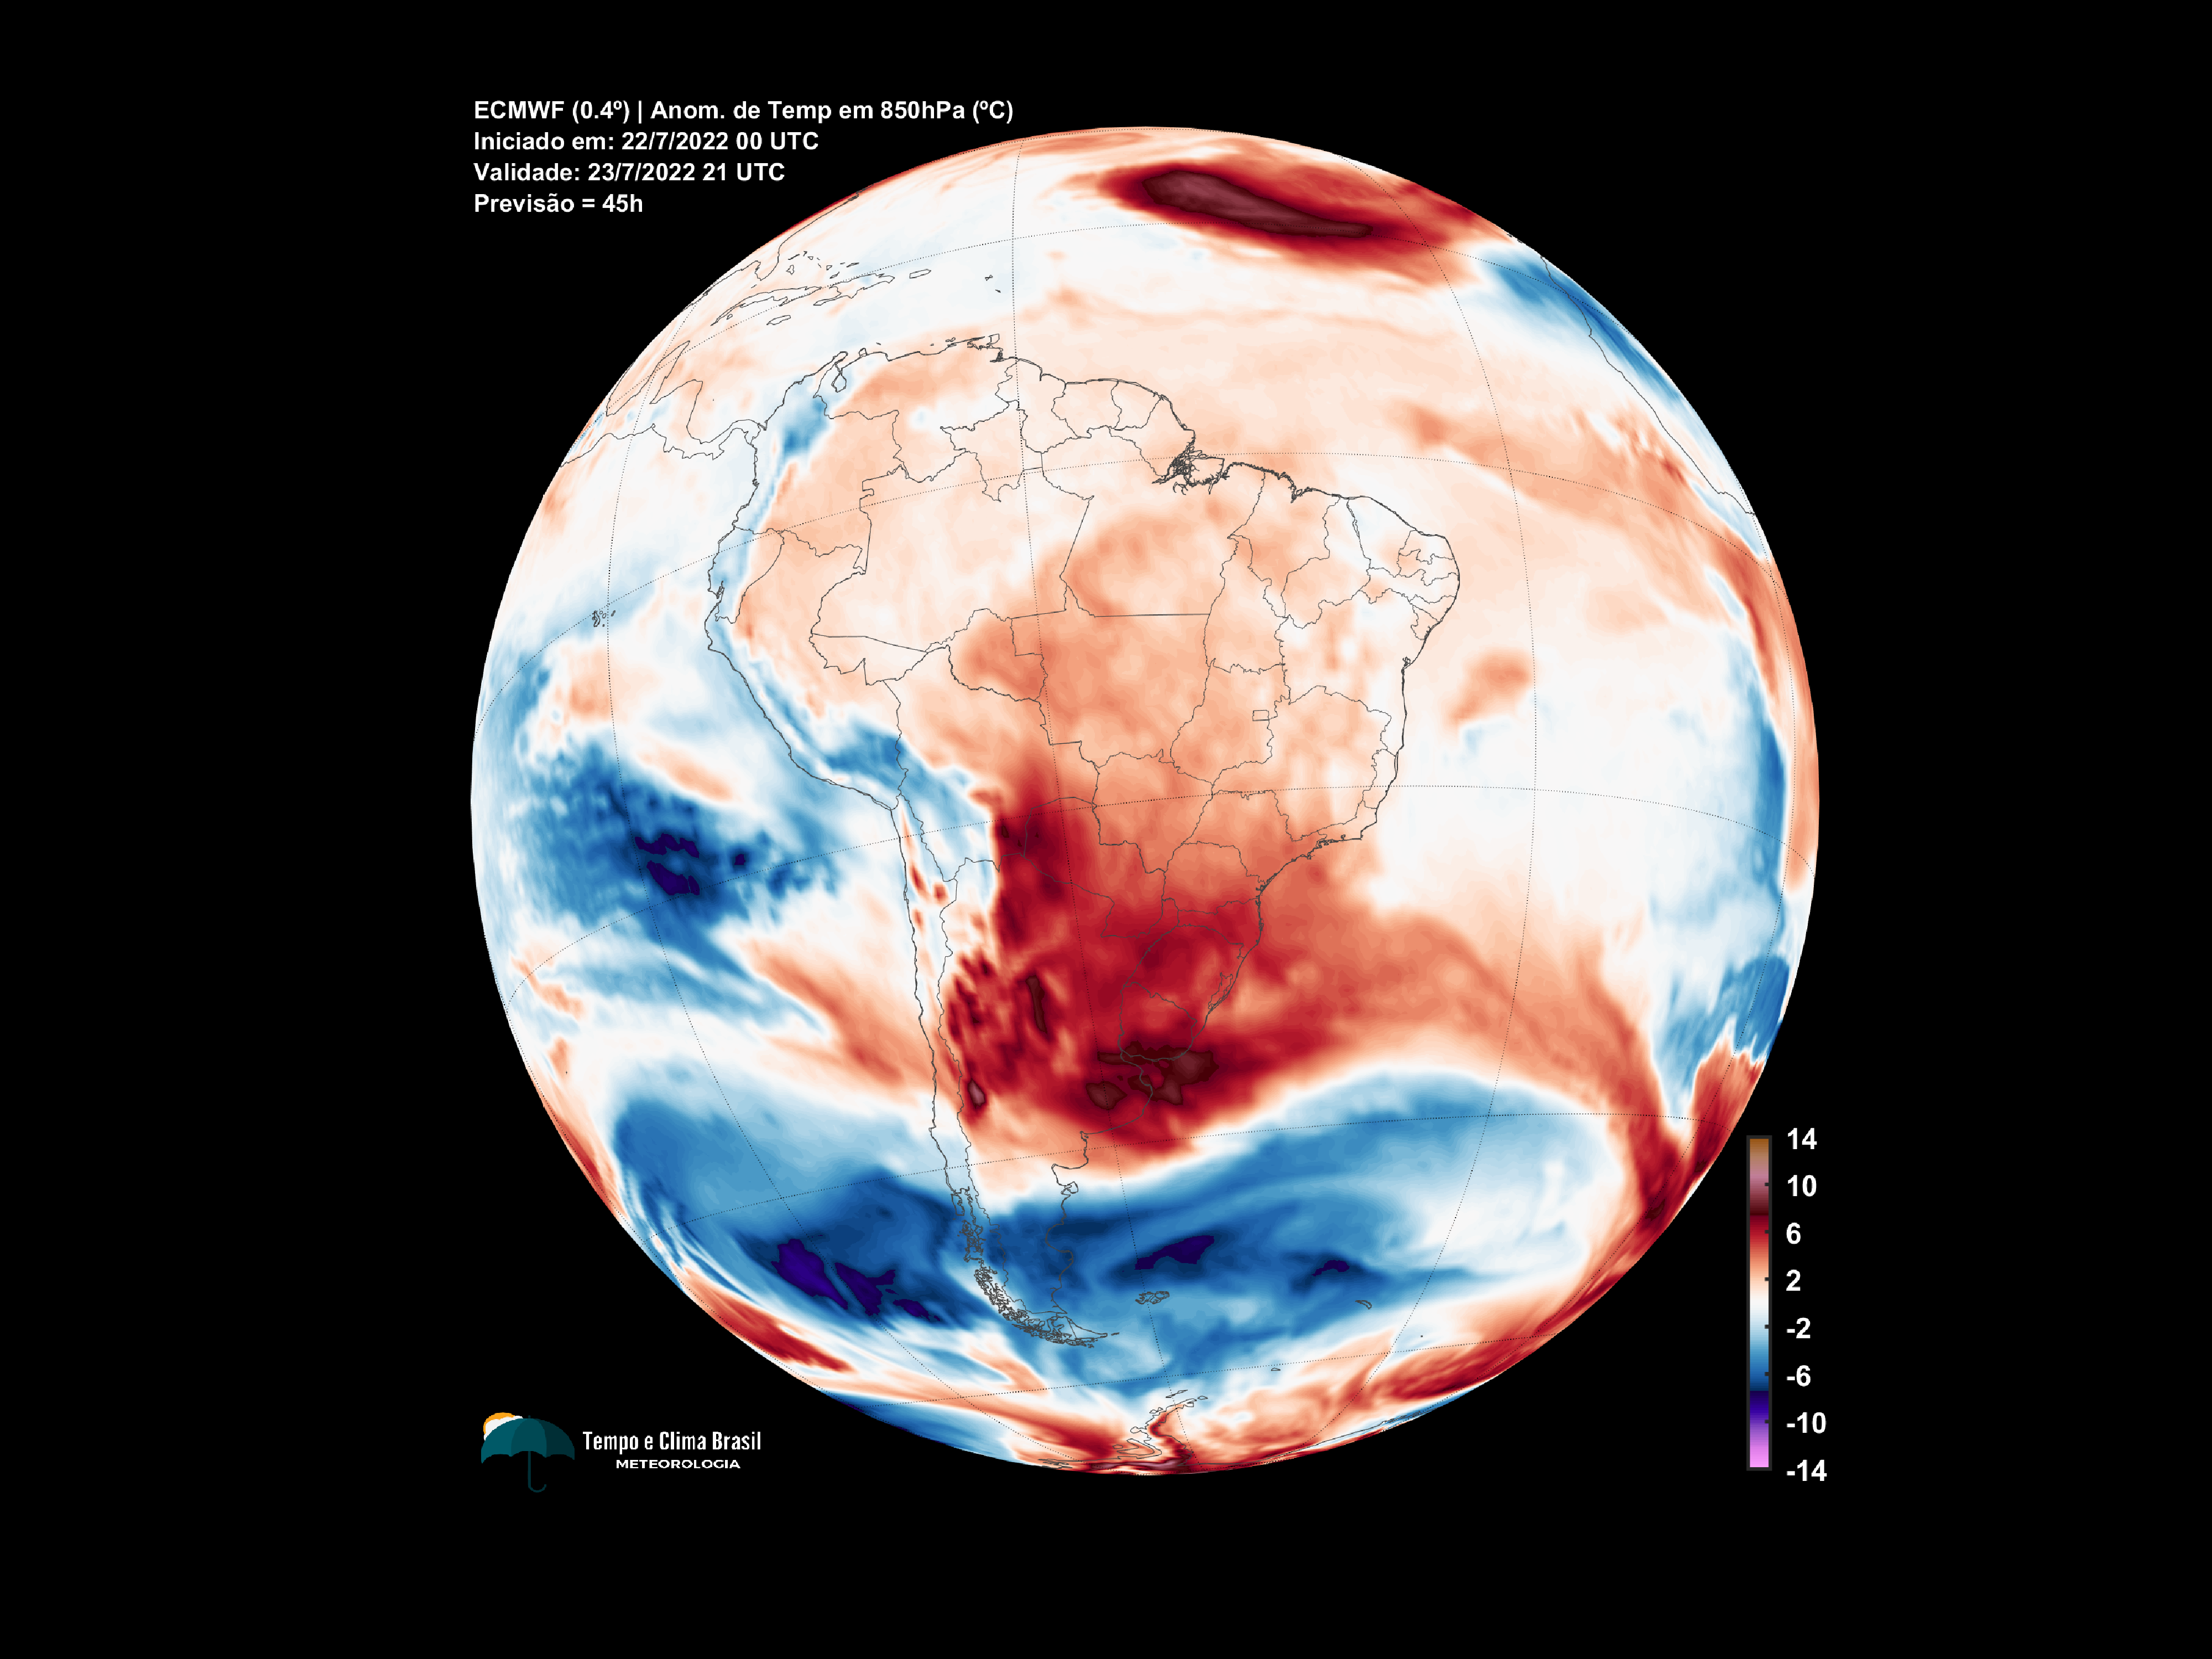 ECMWF (0.4º) | Anom. de Temp em 850hPa (ºC)
Iniciado em: 22/7/2022 00 UTC
Validade: 23/7/2022 21 UTC
Previsão = 45h
14
10
6
2
-2
-6
-10
-14
Tempo e Clima Brasil
METEOROLOGIA